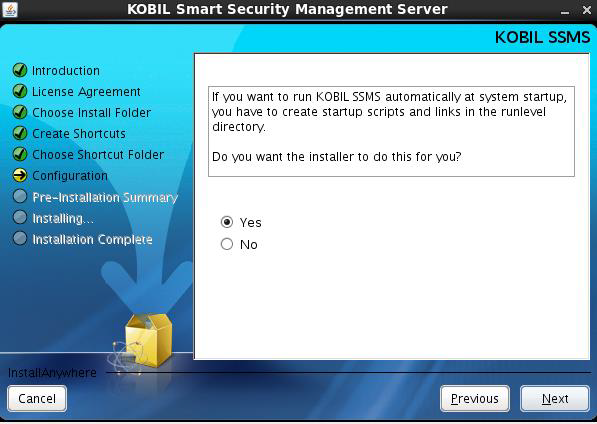 KOBIL Smart Security Management Server
KOBIL SSMS
Introduction
License Agreement
Choose Install Folder
Create Shortcuts
Choose Shortcut Folder
Configuration
Pre-Installation Summary
Installing...
Installation Complete
If you want to run KOBIL SSMS automatically at system startup,
you have to create startup scripts and links in the runlevel
directory.
Do you want the installer to do this for you?
Yes
No
InstallAnywhere
Cancel
Previous
Next